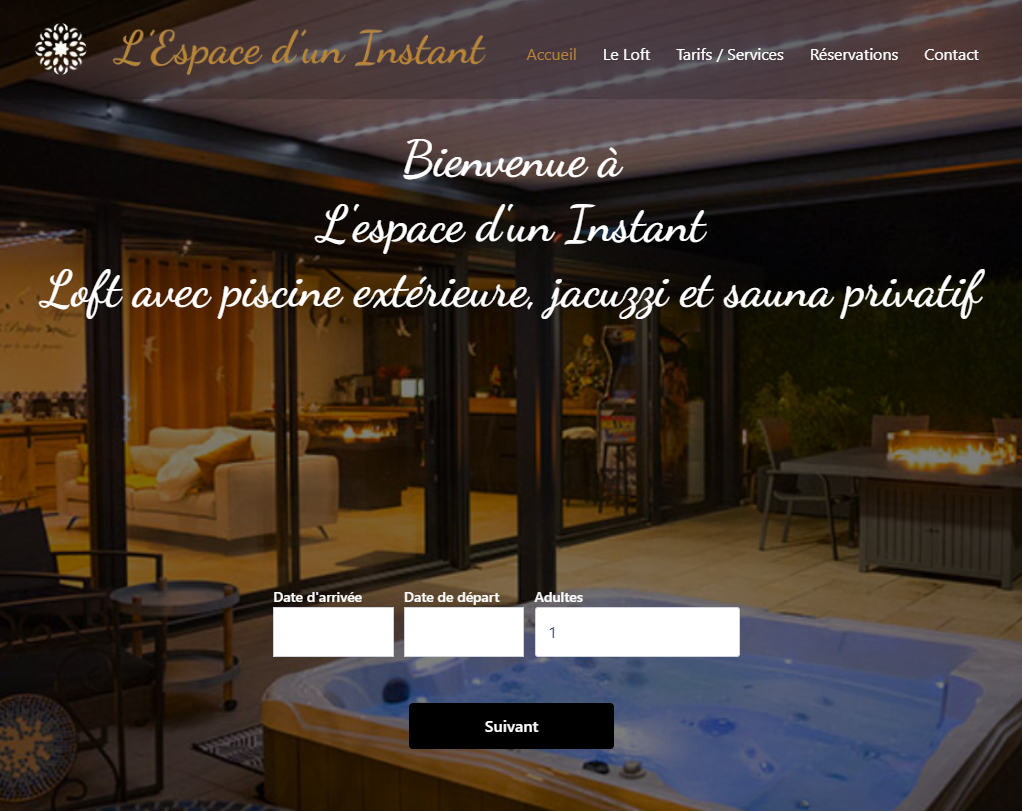 L'Espace d'un Instant
Accueil Le Loft Tarifs / Services Réservations Contact
Bienvenue à
L'espace d'un Instant
Loft avec piscine extérieure, jacuzzi et sauna privatif
Date d'arrivée Date de départ Adultes
1
Suivant